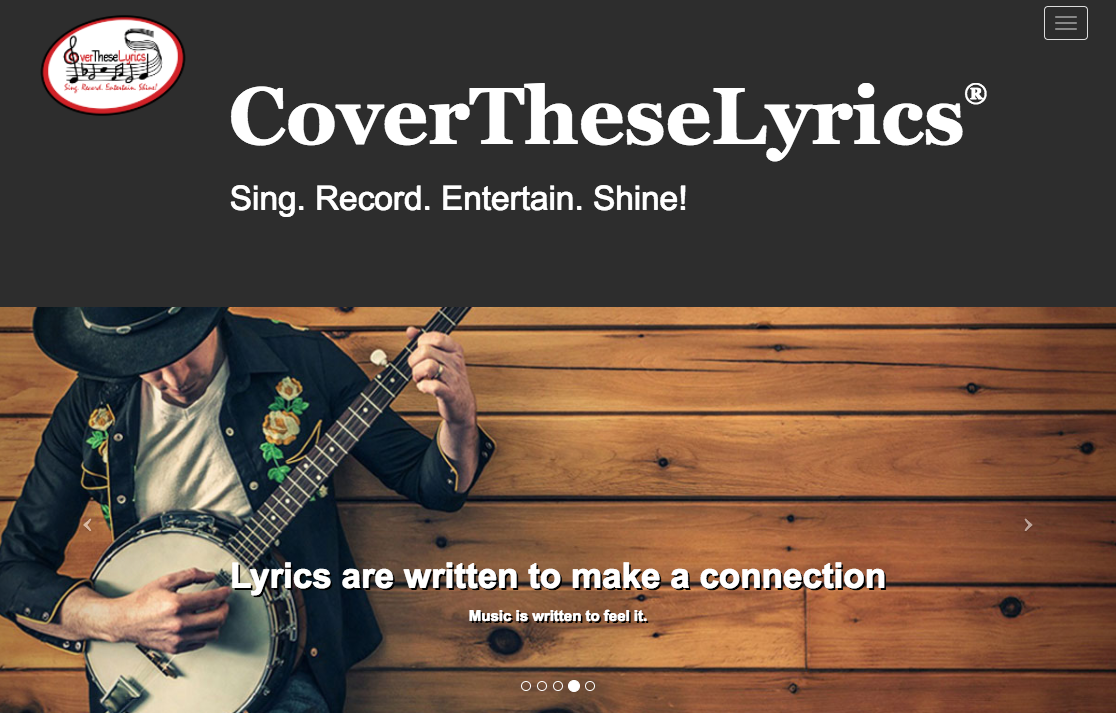 overTheseLyrics
Sing. Record. Entertain. Shine!
CoverTheseLyrics®
Sing. Record. Entertain. Shine!
Lyrics are written to make a connection
Music is written to feel it.